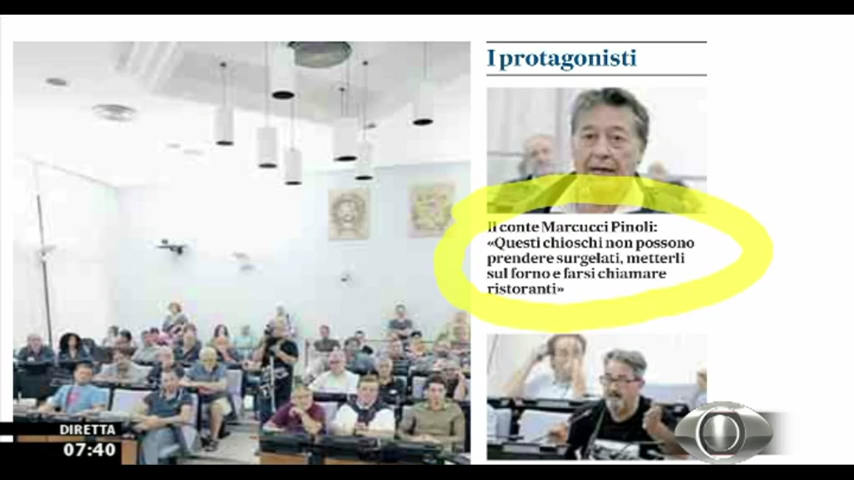 I protagonisti
Il conte Marcucci Pinoli:
«Questi chioschi non possono
prendere surgelati, metterli
sul forno e farsi chiamare
ristoranti»
DIRETTA
07:40